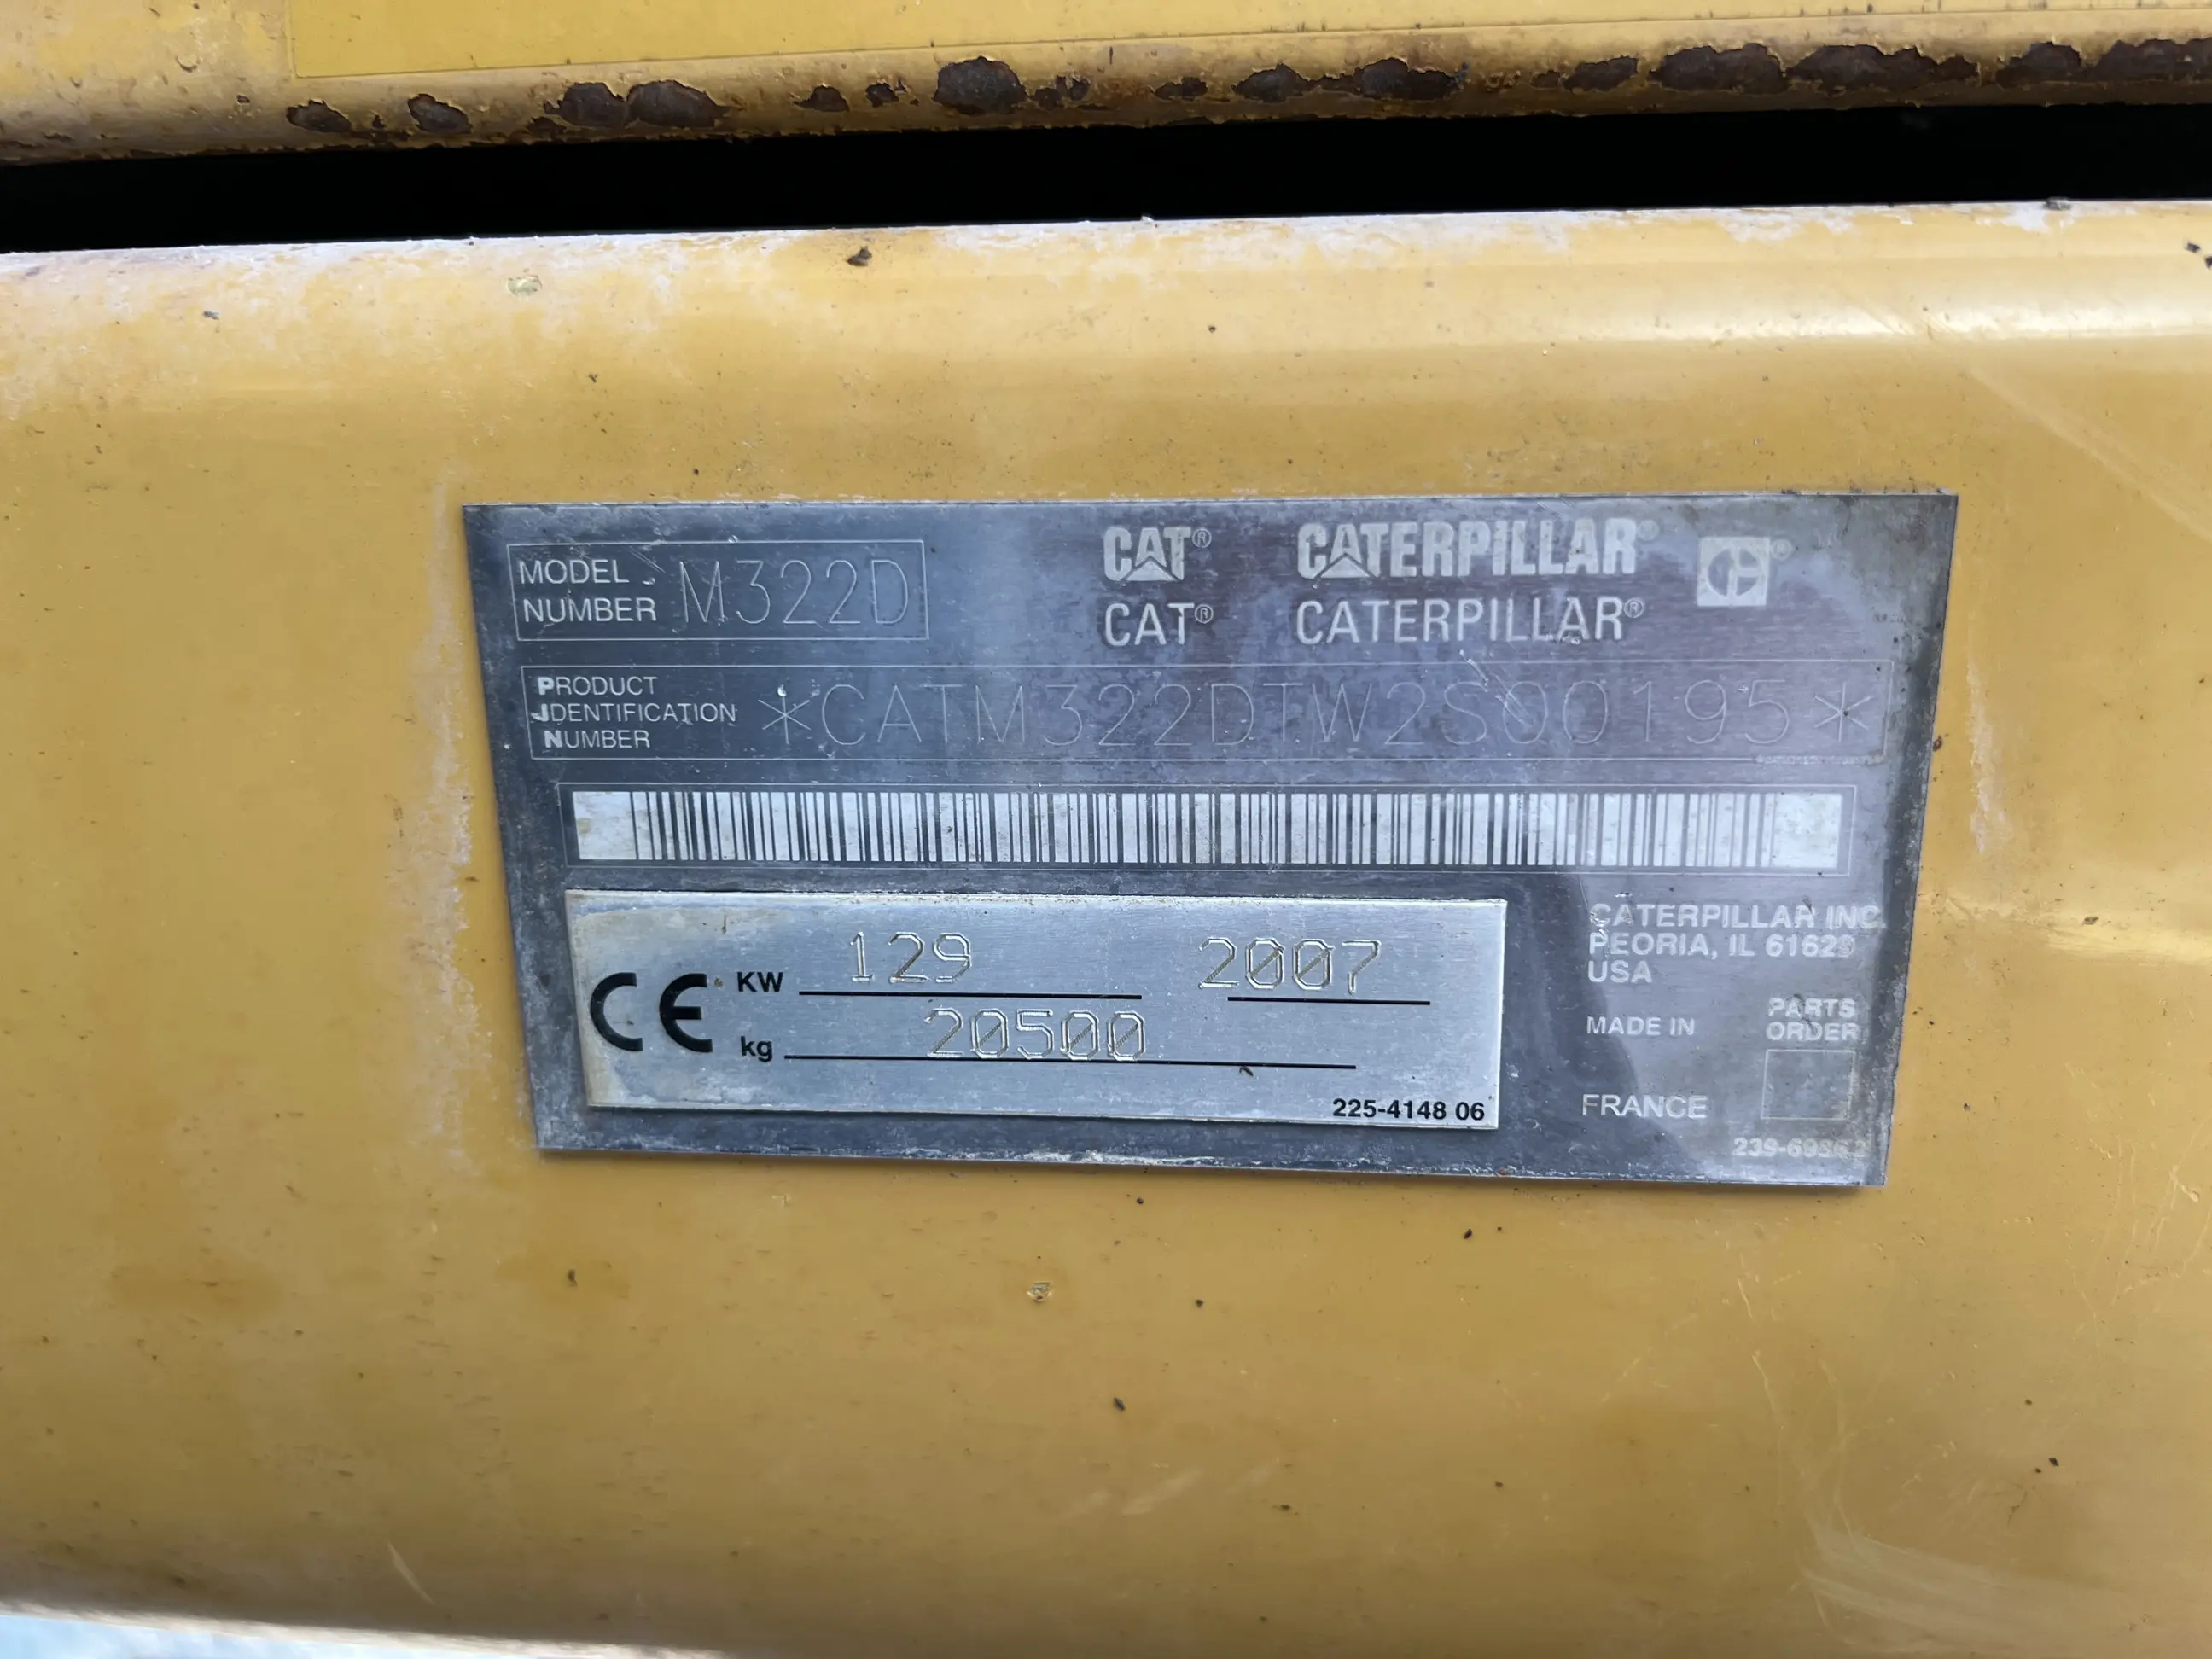 MODEL NUMBER M322D
CAT® CATERPILLAR®
CAT® CATERPILLAR®
PRODUCT IDENTIFICATION NUMBER *CATM322DTW2S00195*
CE KW 129 2007
kg 20500
225-4148 06
CATERPILLAR INC.
PEORIA, IL 61629
USA
MADE IN
FRANCE
PARTS
ORDER